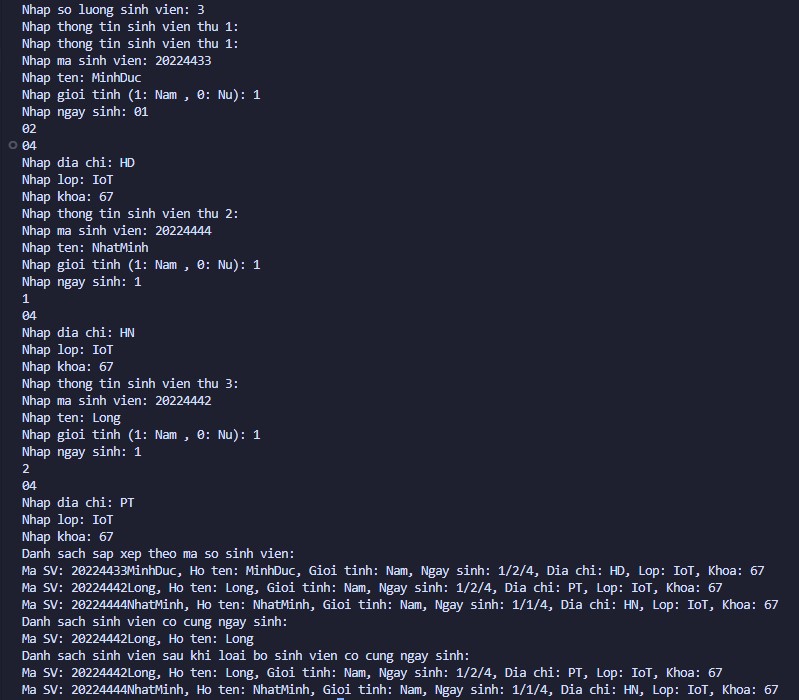 Nhap so luong sinh vien: 3
Nhap thong tin sinh vien thu 1:
Nhap thong tin sinh vien thu 1:
Nhap ma sinh vien: 20224433
Nhap ten: MinhDuc
Nhap gioi tinh (1: Nam , 0: Nu): 1
Nhap ngay sinh: 01
02
04
Nhap dia chi: HD
Nhap lop: IoT
Nhap khoa: 67
Nhap thong tin sinh vien thu 2:
Nhap ma sinh vien: 20224444
Nhap ten: NhatMinh
Nhap gioi tinh (1: Nam , 0: Nu): 1
Nhap ngay sinh: 1
1
04
Nhap dia chi: HN
Nhap lop: IoT
Nhap khoa: 67
Nhap thong tin sinh vien thu 3:
Nhap ma sinh vien: 20224442
Nhap ten: Long
Nhap gioi tinh (1: Nam , 0: Nu): 1
Nhap ngay sinh: 1
2
04
Nhap dia chi: PT
Nhap lop: IoT
Nhap khoa: 67
Danh sach sap xep theo ma so sinh vien:
Ma SV: 20224433MinhDuc, Ho ten: MinhDuc, Gioi tinh: Nam, Ngay sinh: 1/2/4, Dia chi: HD, Lop: IoT, Khoa: 67
Ma SV: 20224442Long, Ho ten: Long, Gioi tinh: Nam, Ngay sinh: 1/2/4, Dia chi: PT, Lop: IoT, Khoa: 67
Ma SV: 20224444NhatMinh, Ho ten: NhatMinh, Gioi tinh: Nam, Ngay sinh: 1/1/4, Dia chi: HN, Lop: IoT, Khoa: 67
Danh sach sinh vien co cung ngay sinh:
Ma SV: 20224442Long, Ho ten: Long
Danh sach sinh vien sau khi loai bo sinh vien co cung ngay sinh:
Ma SV: 20224442Long, Ho ten: Long, Gioi tinh: Nam, Ngay sinh: 1/2/4, Dia chi: PT, Lop: IoT, Khoa: 67
Ma SV: 20224444NhatMinh, Ho ten: NhatMinh, Gioi tinh: Nam, Ngay sinh: 1/1/4, Dia chi: HN, Lop: IoT, Khoa: 67